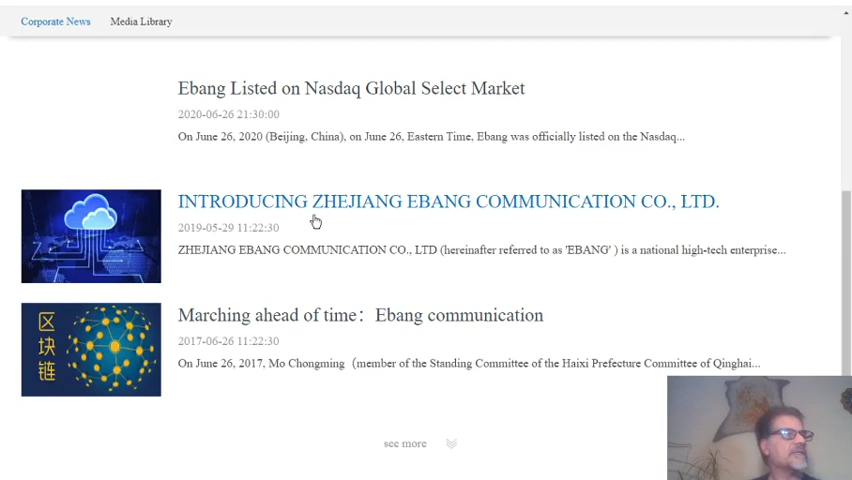 Corporate News Media Library
Ebang Listed on Nasdaq Global Select Market
2020-06-26 21:30:00
On June 26, 2020 (Beijing, China), on June 26, Eastern Time, Ebang was officially listed on the Nasdaq...
INTRODUCING ZHEJIANG EBANG COMMUNICATION CO., LTD.
2019-05-29 11:22:30
ZHEJIANG EBANG COMMUNICATION CO., LTD (hereinafter referred to as 'EBANG' ) is a national high-tech enterprise...
区块链
Marching ahead of time：Ebang communication
2017-06-26 11:22:30
On June 26, 2017, Mo Chongming（member of the Standing Committee of the Haixi Prefecture Committee of Qinghai...
see more